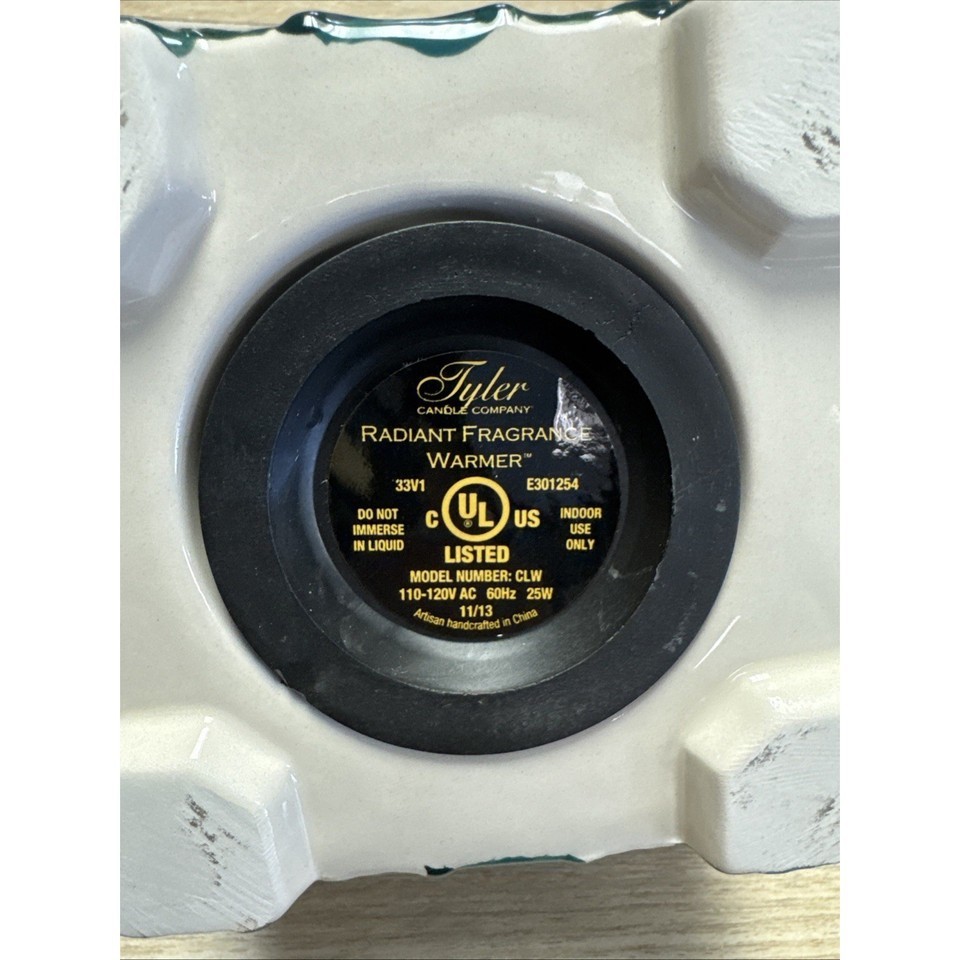 Tyler
CANDLE COMPANY
RADIANT FRAGRANCE
WARMER™
33V1 E301254
DO NOT
IMMERSE
IN LIQUID
C UL® US
INDOOR
USE
ONLY
LISTED
MODEL NUMBER: CLW
110-120V AC 60Hz 25W
11/13
Artisan handcrafted in China